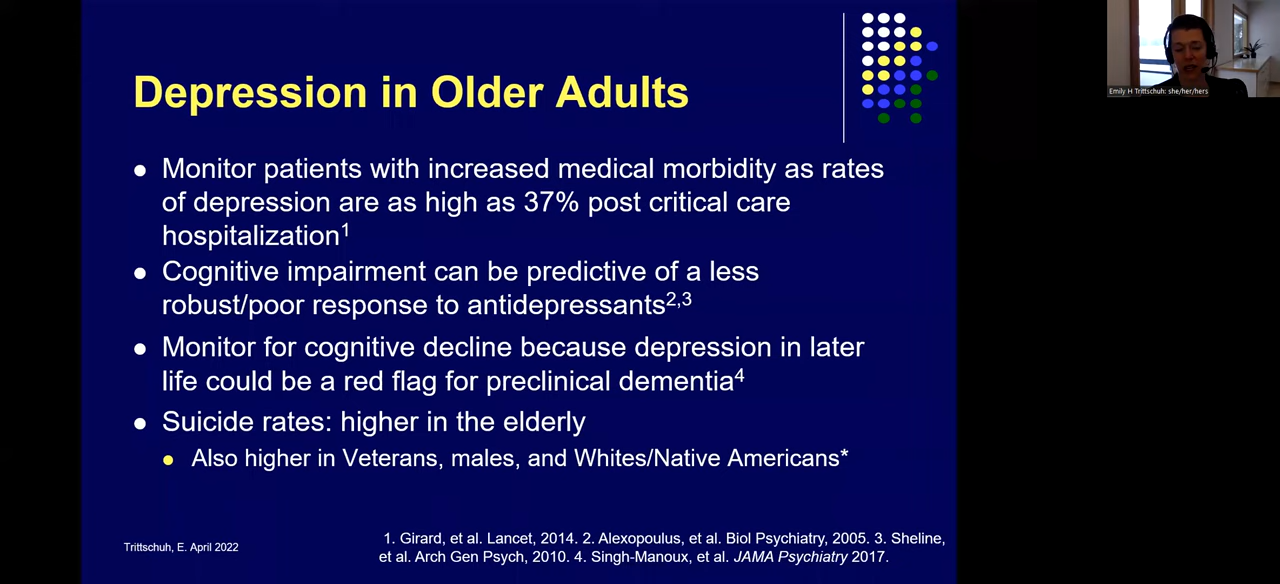 Depression in Older Adults
Monitor patients with increased medical morbidity as rates
of depression are as high as 37% post critical care
hospitalization1
Cognitive impairment can be predictive of a less
robust/poor response to antidepressants2,3
Monitor for cognitive decline because depression in later
life could be a red flag for preclinical dementia4
Suicide rates: higher in the elderly
Also higher in Veterans, males, and Whites/Native Americans*
Trittschuh, E. April 2022
1. Girard, et al. Lancet, 2014. 2. Alexopoulus, et al. Biol Psychiatry, 2005. 3. Sheline,
et al. Arch Gen Psych, 2010. 4. Singh-Manoux, et al. JAMA Psychiatry 2017.
Emily H Trittschuh: she/her/hers